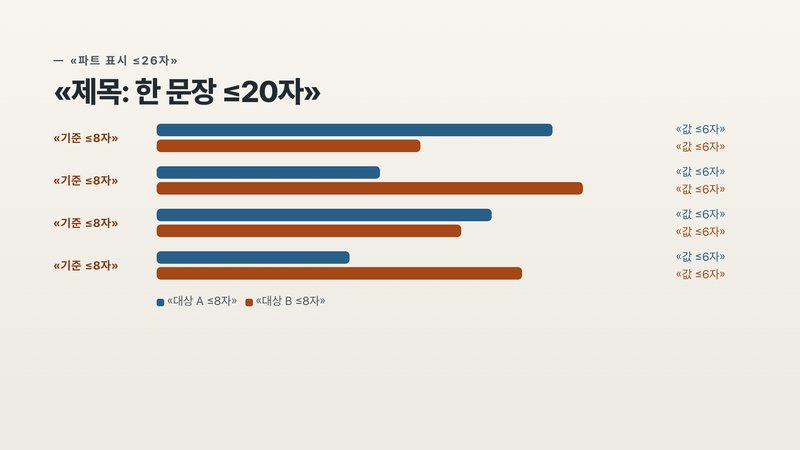 — «파트 표시 ≤26자»
«제목: 한 문장 ≤20자»
«기준 ≤8자»
«값 ≤6자»
«값 ≤6자»
«기준 ≤8자»
«값 ≤6자»
«값 ≤6자»
«기준 ≤8자»
«값 ≤6자»
«값 ≤6자»
«기준 ≤8자»
«값 ≤6자»
«값 ≤6자»
«대상 A ≤8자» «대상 B ≤8자»